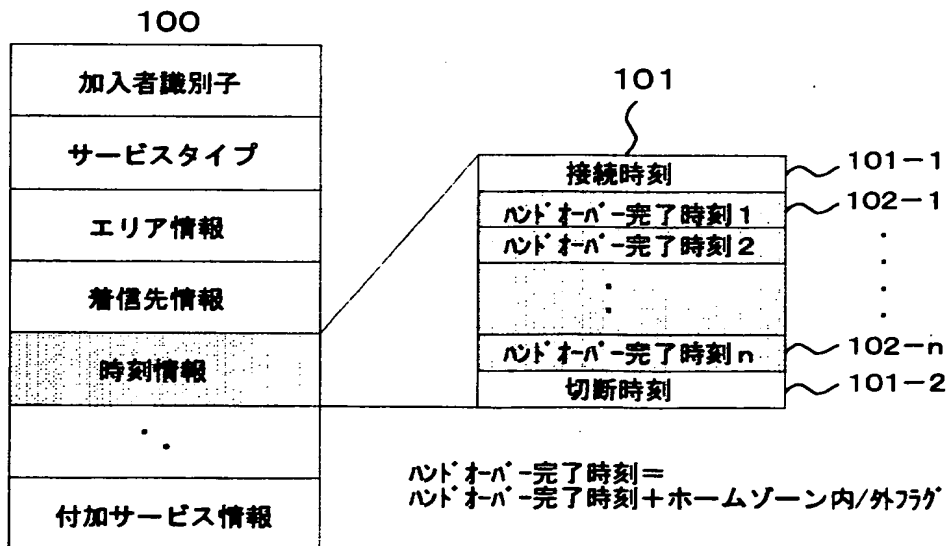 100
加入者識別子
サービスタイプ
エリア情報
着信先情報
時刻情報
付加サービス情報
101
接続時刻
101-1
ハンドオーバー完了時刻1
102-1
ハンドオーバー完了時刻2
ハンドオーバー完了時刻n
102-n
切断時刻
101-2
ハンドオーバー完了時刻=
ハンドオーバー完了時刻+ホームゾーン内/外フラグ